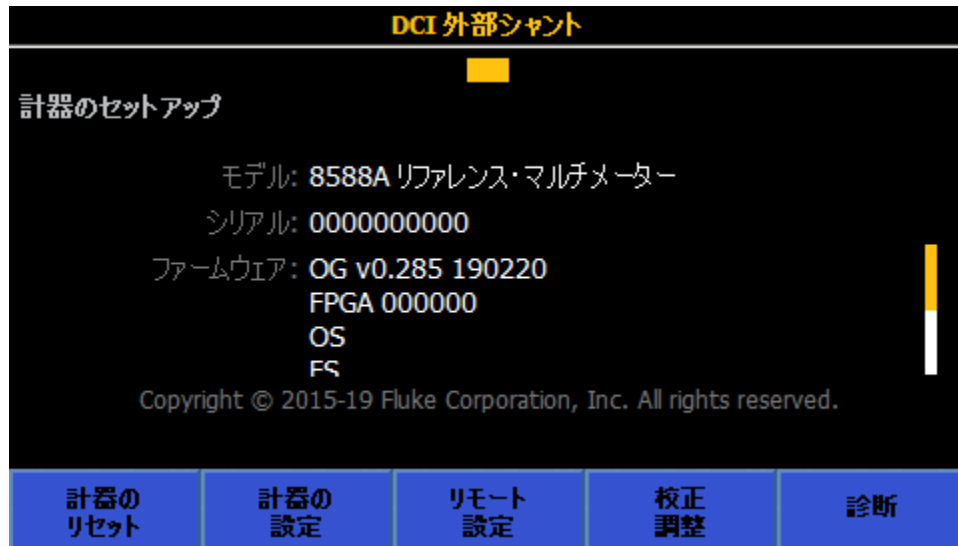 DCI 外部シャント
計器のセットアップ
モデル: 8588A リファレンス・マルチメーター
シリアル: 0000000000
ファームウェア: OG v0.285 190220
FPGA 000000
OS
FS
Copyright © 2015-19 Fluke Corporation, Inc. All rights reserved.
計器の
リセット
計器の
設定
リモート
設定
校正
調整
診断